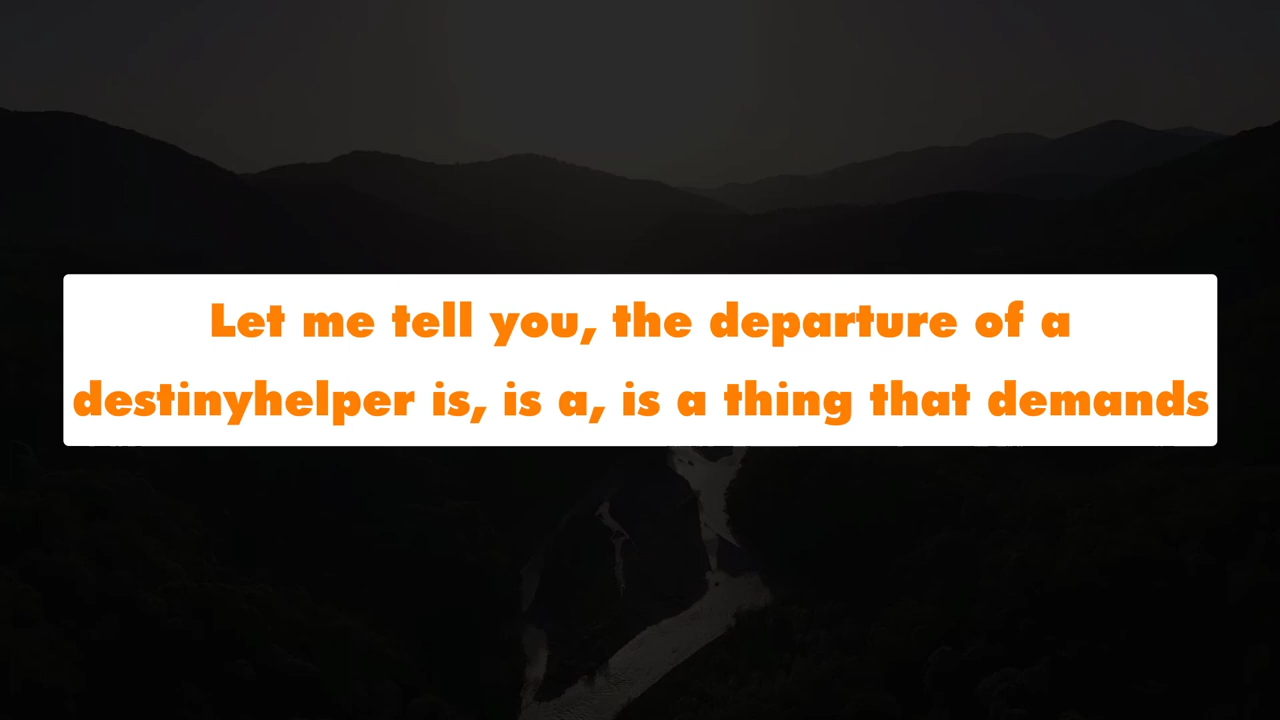 Let me tell you, the departure of a
destinyhelper is, is a, is a thing that demands